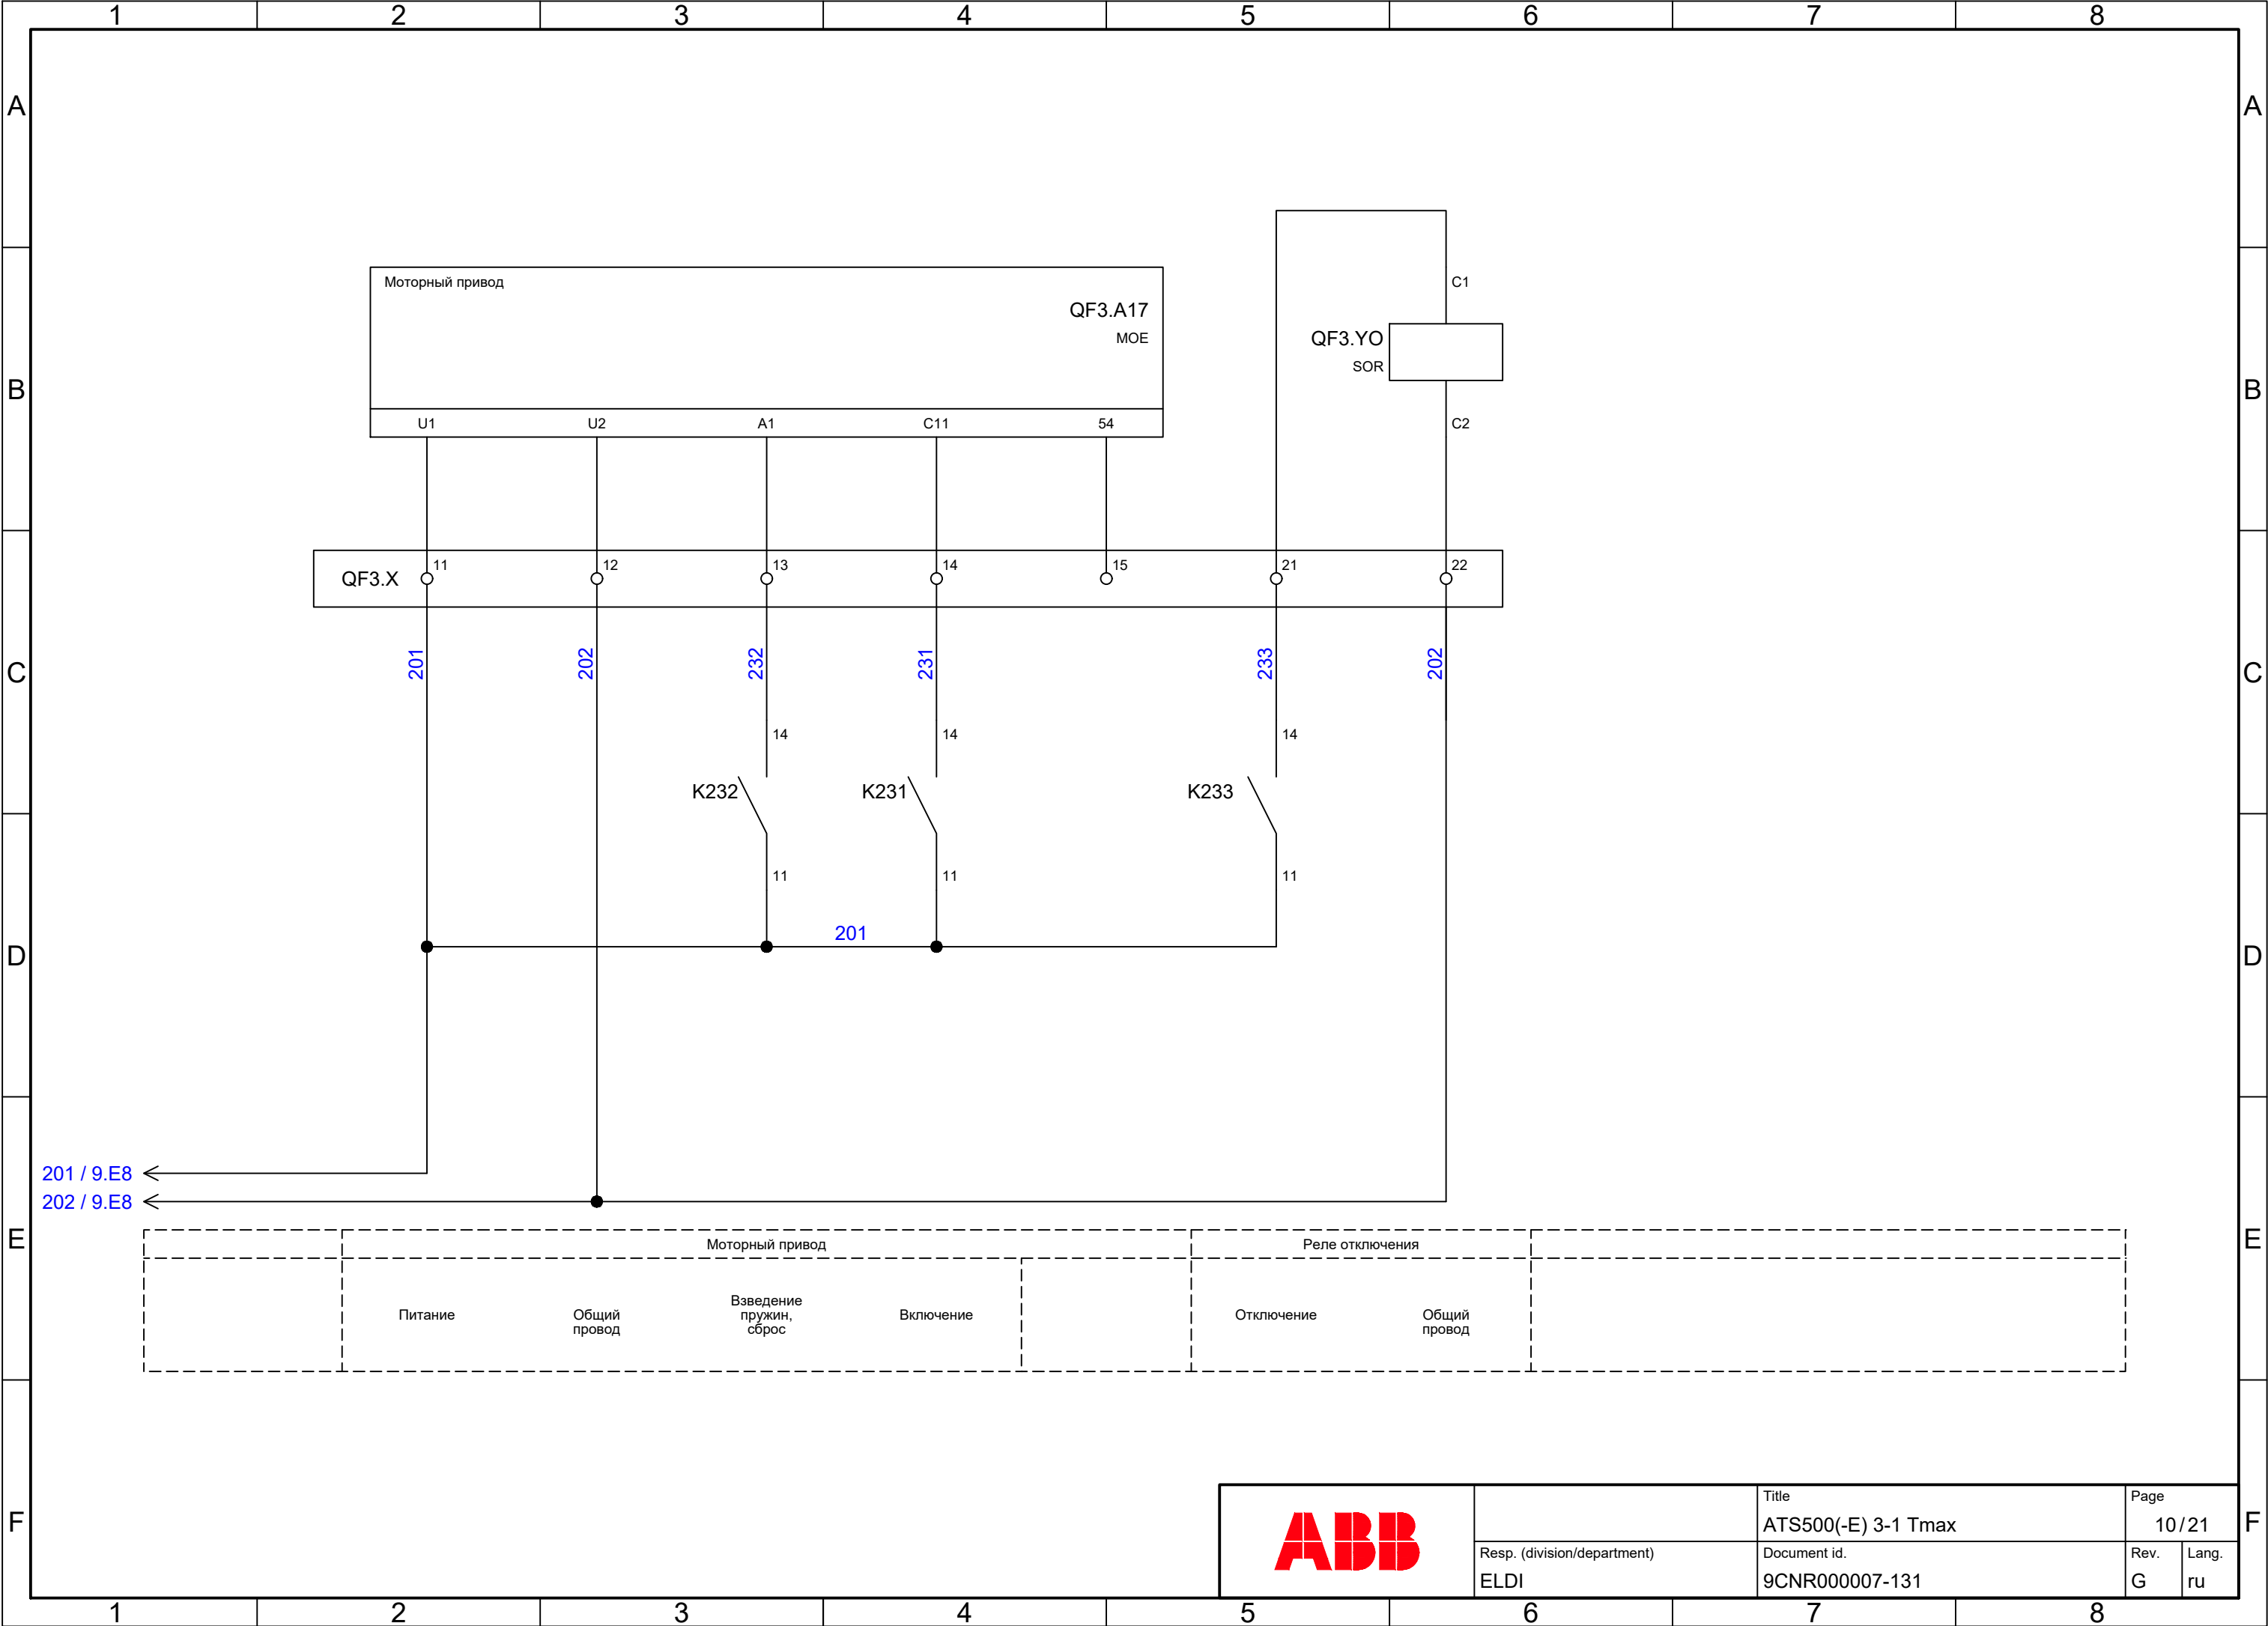 1 2 3 4 5 6 7 8
A A
Моторный привод
QF3.A17
MOE
C1
QF3.YO
SOR
B B
U1 U2 A1 C11 54
C2
QF3.X 11 12 13 14 15 21 22
201 202 232 231 233 202
C C
14 14 14
K232 K231 K233
11 11 11
201
D D
201 / 9.E8
202 / 9.E8
E E
Моторный привод Реле отключения
Питание
Общий
провод
Взведение
пружин,
сброс
Включение
Отключение
Общий
провод
F F
ABB
Title
ATS500(-E) 3-1 Tmax
Page
10/21
Resp. (division/department)
ELDI
Document id.
9CNR000007-131
Rev.
G
Lang.
ru
1 2 3 4 5 6 7 8